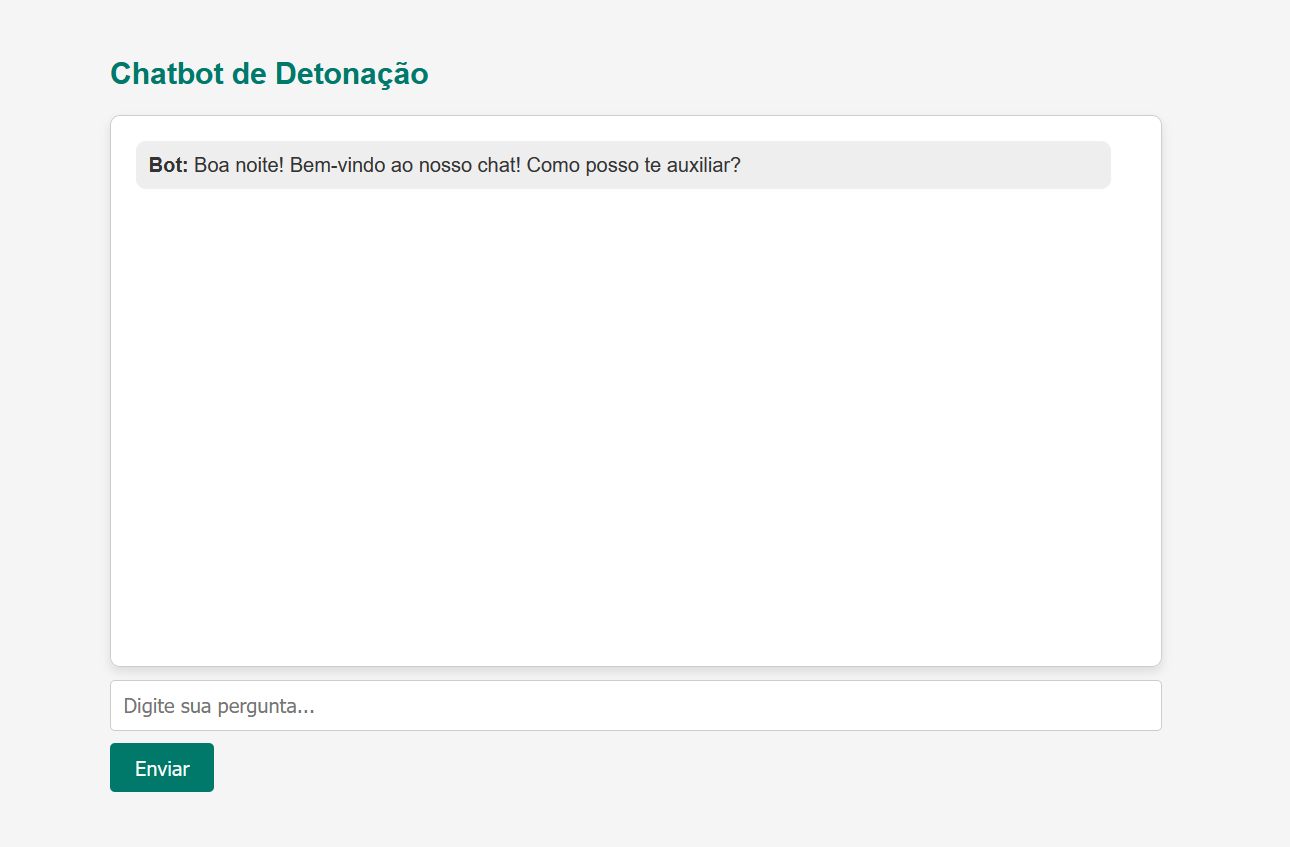 Chatbot de Detonação
Bot: Boa noite! Bem-vindo ao nosso chat! Como posso te auxiliar?
Digite sua pergunta...
Enviar